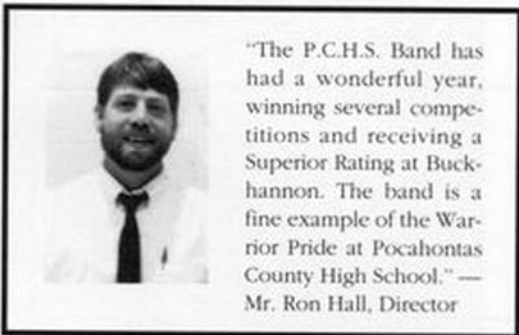 "The P.C.H.S. Band has
had a wonderful year,
winning several compe-
titions and receiving a
Superior Rating at Buck-
hannon. The band is a
fine example of the War-
rior Pride at Pocahontas
County High School." —
Mr. Ron Hall, Director